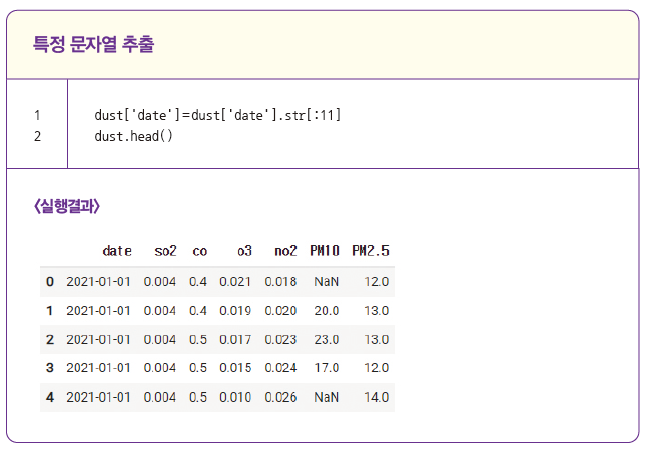 특정 문자열 추출
1 dust['date']=dust['date'].str[:11]
2 dust.head()
〈실행결과〉
date so2 co o3 no2 PM10 PM2.5
0 2021-01-01 0.004 0.4 0.021 0.018 NaN 12.0
1 2021-01-01 0.004 0.4 0.019 0.020 20.0 13.0
2 2021-01-01 0.004 0.5 0.017 0.023 23.0 13.0
3 2021-01-01 0.004 0.5 0.015 0.024 17.0 12.0
4 2021-01-01 0.004 0.5 0.010 0.026 NaN 14.0